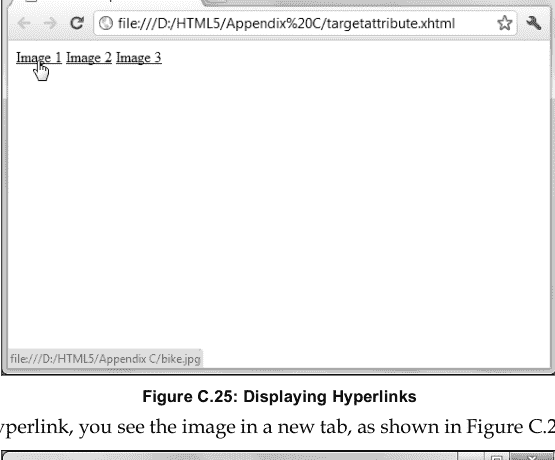 file:///D:/HTML5/Appendix%20C/targetattribute.xhtml
Image 1 Image 2 Image 3
file:///D:/HTML5/Appendix C/bike.jpg
Figure C.25: Displaying Hyperlinks
yperlink, you see the image in a new tab, as shown in Figure C.2